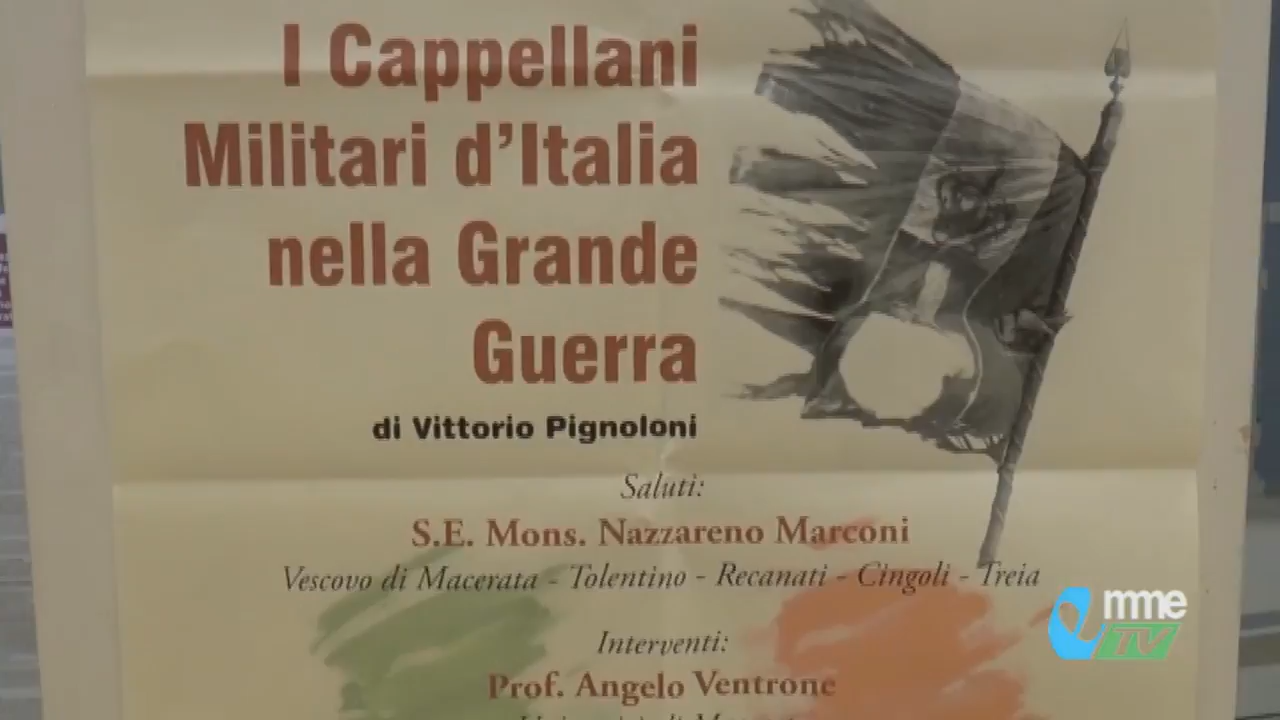 I Cappellani
Militari d'Italia
nella Grande
Guerra
di Vittorio Pignoloni
Saluti:
S.E. Mons. Nazzareno Marconi
Vescovo di Macerata - Tolentino - Recanati - Cingoli - Treia
Interventi:
Prof. Angelo Ventrone
emme
TV